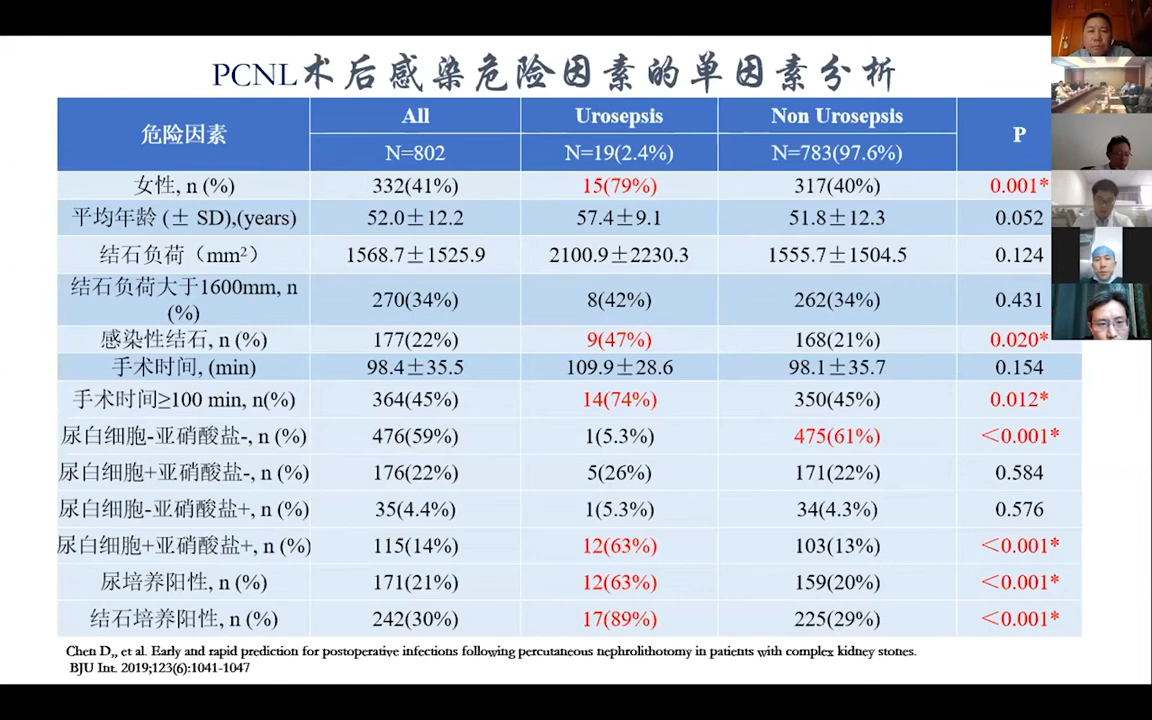 PCNL术后感染危险因素的单因素分析
危险因素 All Urosepsis Non Urosepsis P
N=802 N=19(2.4%) N=783(97.6%)
女性, n (%) 332(41%) 15(79%) 317(40%) 0.001*
平均年龄 (± SD),(years) 52.0±12.2 57.4±9.1 51.8±12.3 0.052
结石负荷（mm²） 1568.7±1525.9 2100.9±2230.3 1555.7±1504.5 0.124
结石负荷大于1600mm, n
(%) 270(34%) 8(42%) 262(34%) 0.431
感染性结石, n (%) 177(22%) 9(47%) 168(21%) 0.020*
手术时间, (min) 98.4±35.5 109.9±28.6 98.1±35.7 0.154
手术时间≥100 min, n(%) 364(45%) 14(74%) 350(45%) 0.012*
尿白细胞-亚硝酸盐-, n (%) 476(59%) 1(5.3%) 475(61%) ＜0.001*
尿白细胞+亚硝酸盐-, n (%) 176(22%) 5(26%) 171(22%) 0.584
尿白细胞-亚硝酸盐+, n (%) 35(4.4%) 1(5.3%) 34(4.3%) 0.576
尿白细胞+亚硝酸盐+, n (%) 115(14%) 12(63%) 103(13%) ＜0.001*
尿培养阳性, n (%) 171(21%) 12(63%) 159(20%) ＜0.001*
结石培养阳性, n (%) 242(30%) 17(89%) 225(29%) ＜0.001*
Chen D,, et al. Early and rapid prediction for postoperative infections following percutaneous nephrolithotomy in patients with complex kidney stones.
BJU Int. 2019;123(6):1041-1047